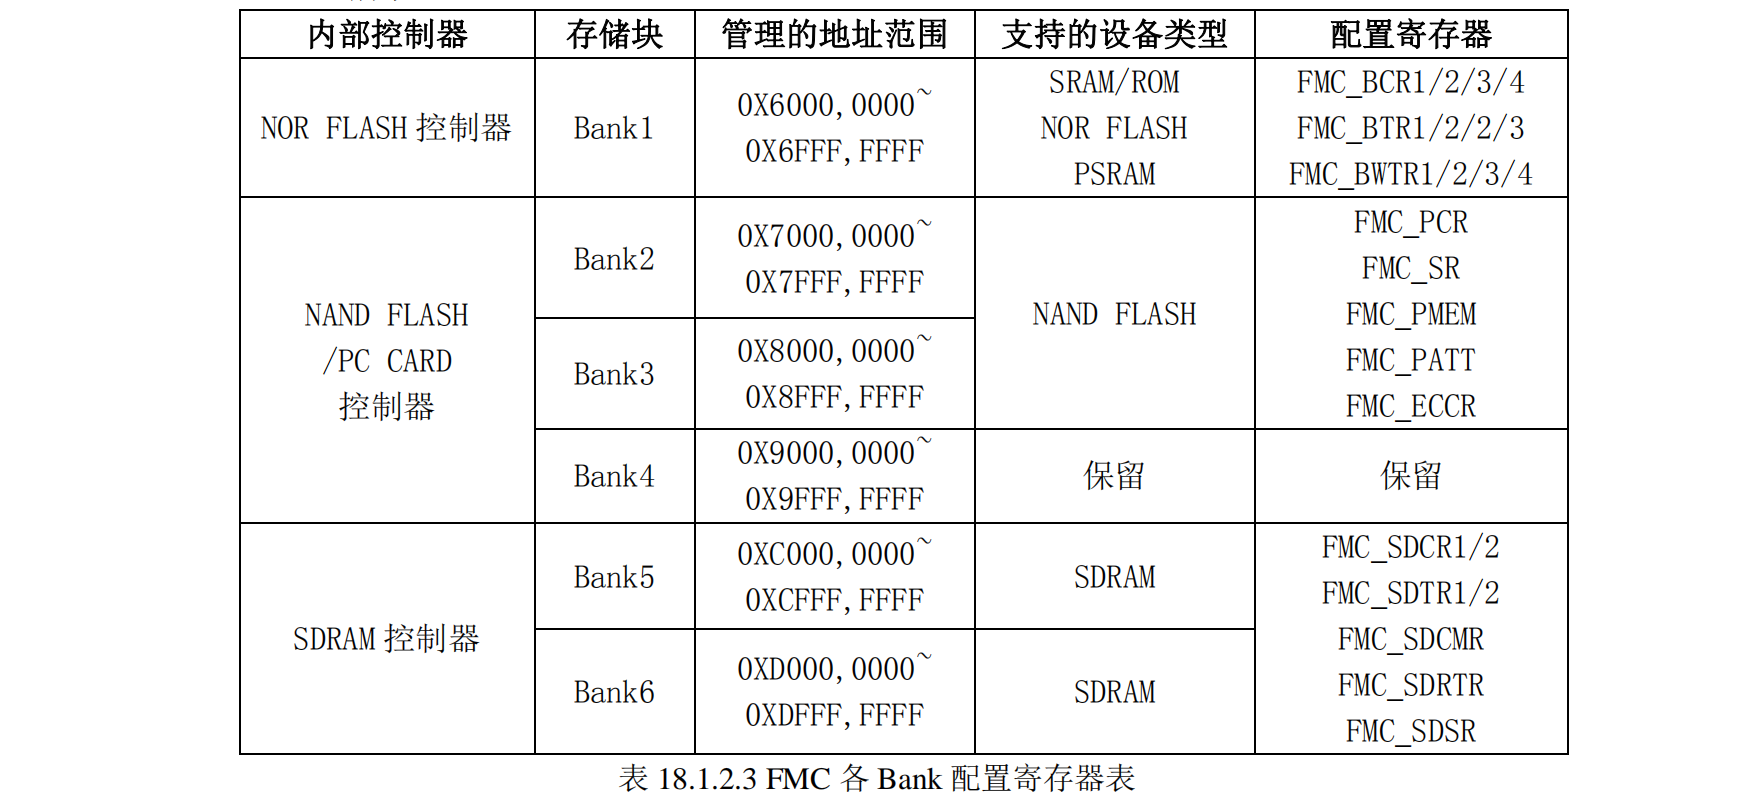 内部控制器 存储块 管理的地址范围 支持的设备类型 配置寄存器
NOR FLASH 控制器
Bank1
0X6000,0000~
0X6FFF,FFFF
SRAM/ROM
NOR FLASH
PSRAM
FMC_BCR1/2/3/4
FMC_BTR1/2/2/3
FMC_BWTR1/2/3/4
NAND FLASH
/PC CARD
控制器
Bank2
0X7000,0000~
0X7FFF,FFFF
Bank3
0X8000,0000~
0X8FFF,FFFF
NAND FLASH
FMC_PCR
FMC_SR
FMC_PMEM
FMC_PATT
FMC_ECCR
Bank4
0X9000,0000~
0X9FFF,FFFF
保留
保留
SDRAM 控制器
Bank5
0XC000,0000~
0XCFFF,FFFF
SDRAM
Bank6
0XD000,0000~
0XDFFF,FFFF
SDRAM
FMC_SDCR1/2
FMC_SDTR1/2
FMC_SDCMR
FMC_SDRTR
FMC_SDSR
表 18.1.2.3 FMC 各 Bank 配置寄存器表